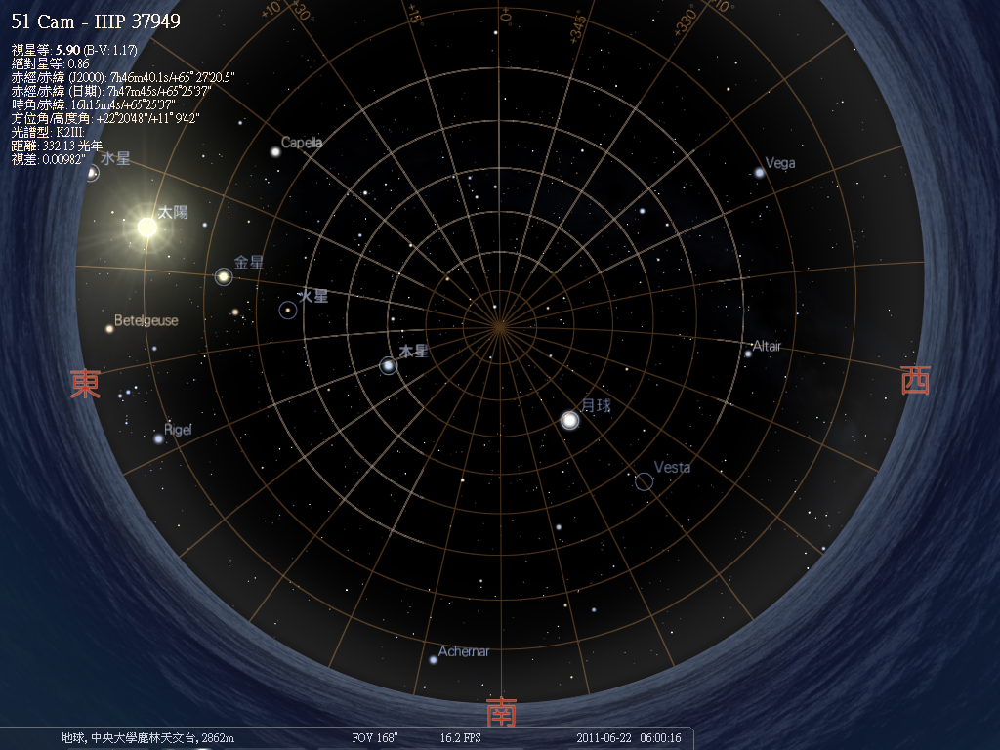 51 Cam - HIP 37949
視星等: 5.90 (B-V: 1.17)
絕對星等: 0.86
赤經/赤緯 (J2000): 7h46m40.1s/+65°27'20.5"
赤經/赤緯 (日期): 7h47m45s/+65°25'37"
時角/赤緯: 16h15m4s/+65°25'37"
方位角/高度角: +22°20'48"/+11°9'42"
光譜型: K2III:
距離: 332.13 光年
視差: 0.00982"
+10°
+30°
+15°
+0°
+345°
+330°
+10°
Capella
水星
Vega
太陽
金星
火星
Betelgeuse
木星
Altair
東
西
月球
Rigel
Vesta
Achernar
南
地球, 中央大學鹿林天文台, 2862m
FOV 168°
16.2 FPS
2011-06-22 06:00:16